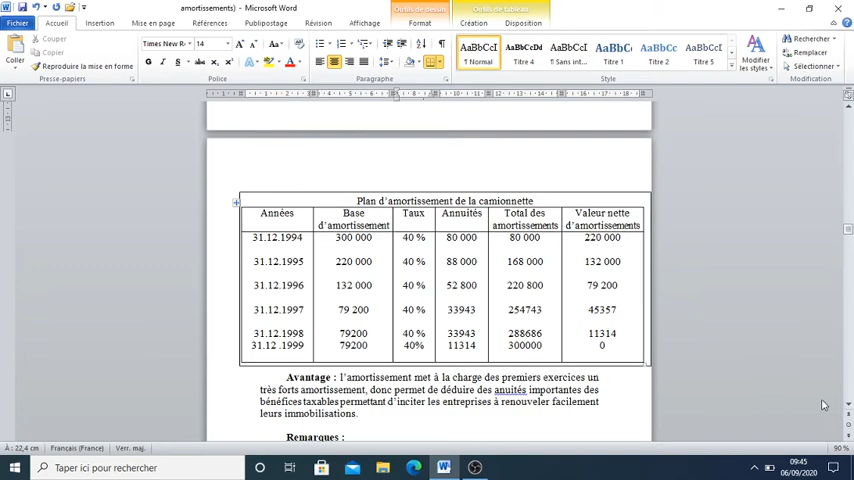 amortissements) - Microsoft Word
Outils de dessin
Outils de tableau
Fichier
Accueil
Insertion
Mise en page
Références
Publipostage
Révision
Affichage
Format
Création
Disposition
Coller
Couper
Copier
Reproduire la mise en forme
Presse-papiers
Times New R
14
Police
Paragraphe
AaBbCcI
¶ Normal
AaBbCcDd
Titre 4
AaBbCcI
¶ Sans int...
AaBbC
Titre 1
AaBbCc
Titre 2
AaBbCcI
Titre 5
Style
Modifier
les styles
Rechercher
Remplacer
Sélectionner
Modification
Plan d'amortissement de la camionnette
Années Base d'amortissement Taux Annuités Total des amortissements Valeur nette d'amortissements
31.12.1994 300 000 40 % 80 000 80 000 220 000
31.12.1995 220 000 40 % 88 000 168 000 132 000
31.12.1996 132 000 40 % 52 800 220 800 79 200
31.12.1997 79 200 40 % 33943 254743 45357
31.12.1998 79200 40 % 33943 288686 11314
31.12 .1999 79200 40% 11314 300000 0
Avantage : l'amortissement met à la charge des premiers exercices un
très forts amortissement, donc permet de déduire des anuités importantes des
bénéfices taxables permettant d'inciter les entreprises à renouveler facilement
leurs immobilisations.
Remarques :
À : 22,4 cm
Français (France)
Verr. maj.
90 %
Taper ici pour rechercher
09:45
06/09/2020